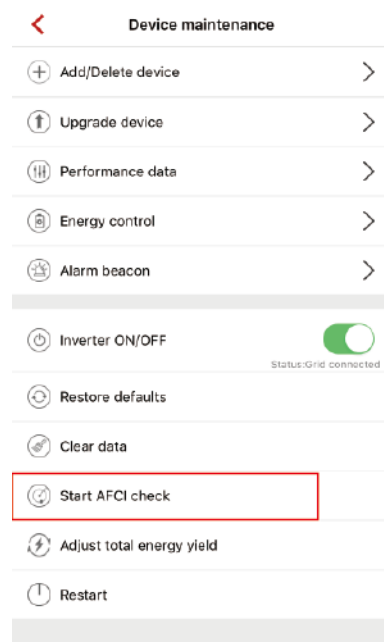 Device maintenance
Add/Delete device
Upgrade device
Performance data
Energy control
Alarm beacon
Inverter ON/OFF
Status:Grid connected
Restore defaults
Clear data
Start AFCI check
Adjust total energy yield
Restart